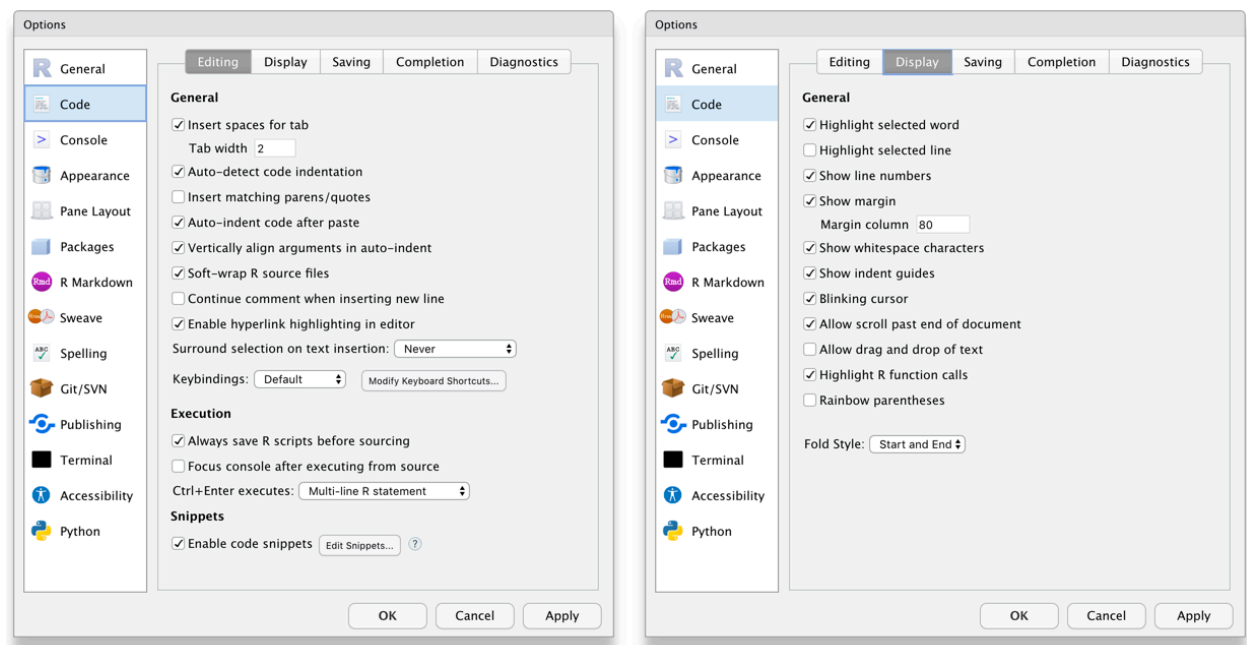 Options
General
Code
Console
Appearance
Pane Layout
Packages
Rmd R Markdown
Sweave
ABC Spelling
Git/SVN
Publishing
Terminal
Accessibility
Python
Editing Display Saving Completion Diagnostics
General
Insert spaces for tab
Tab width 2
Auto-detect code indentation
Insert matching parens/quotes
Auto-indent code after paste
Vertically align arguments in auto-indent
Soft-wrap R source files
Continue comment when inserting new line
Enable hyperlink highlighting in editor
Surround selection on text insertion: Never
Keybindings: Default Modify Keyboard Shortcuts...
Execution
Always save R scripts before sourcing
Focus console after executing from source
Ctrl+Enter executes: Multi-line R statement
Snippets
Enable code snippets Edit Snippets... ?
OK Cancel Apply
Options
General
Code
Console
Appearance
Pane Layout
Packages
Rmd R Markdown
Sweave
ABC Spelling
Git/SVN
Publishing
Terminal
Accessibility
Python
Editing Display Saving Completion Diagnostics
General
Highlight selected word
Highlight selected line
Show line numbers
Show margin
Margin column 80
Show whitespace characters
Show indent guides
Blinking cursor
Allow scroll past end of document
Allow drag and drop of text
Highlight R function calls
Rainbow parentheses
Fold Style: Start and End
OK Cancel Apply